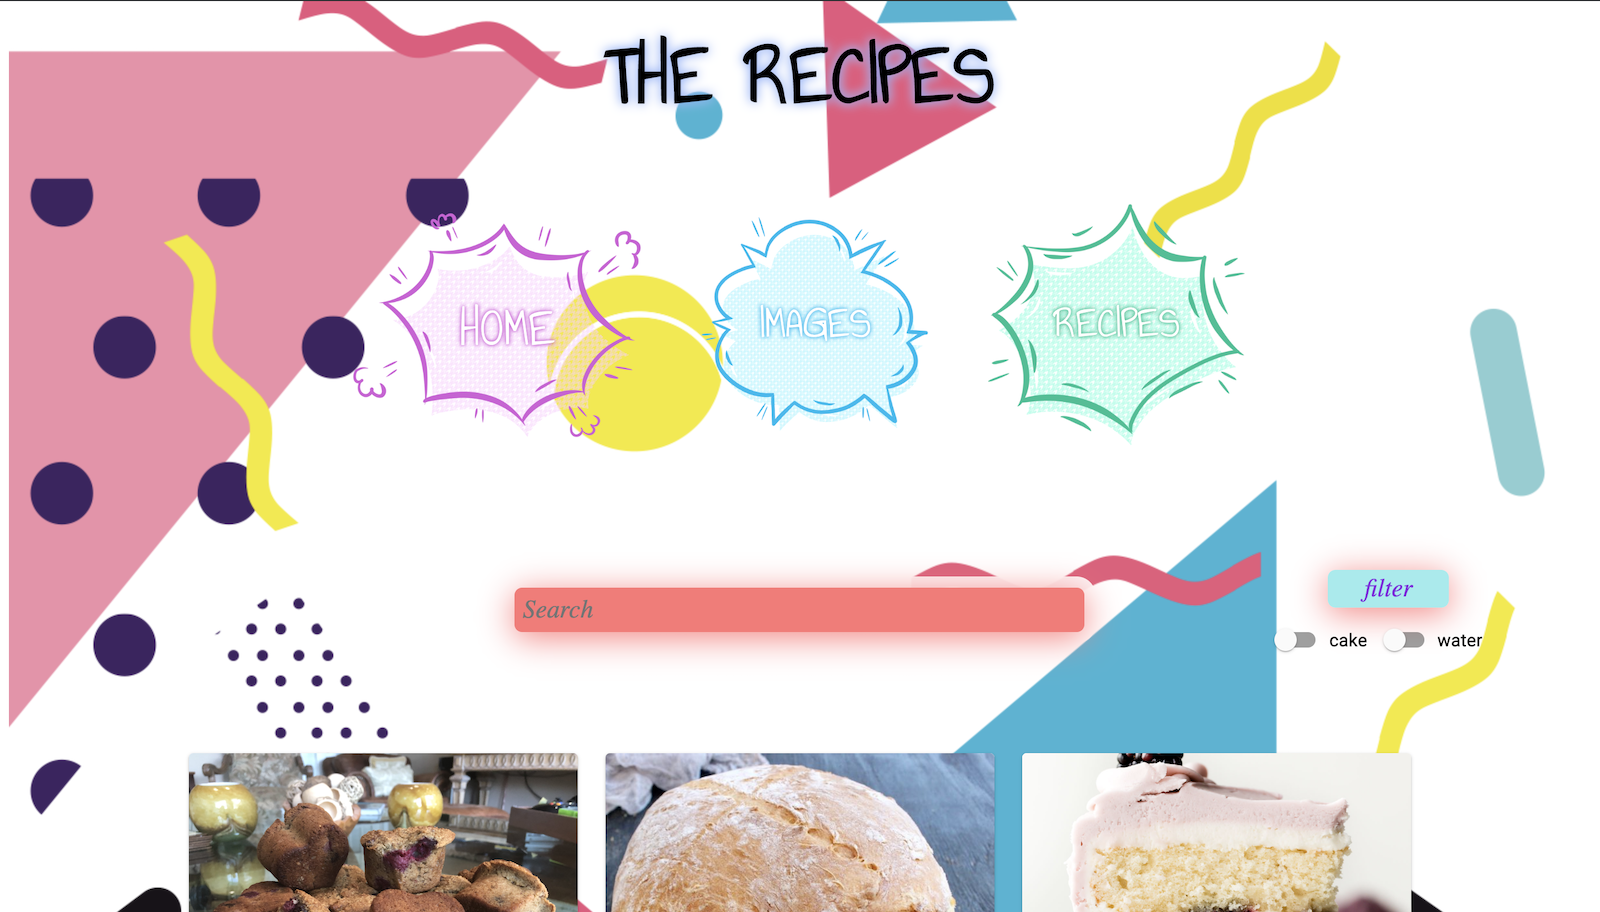 THE RECIPES
HOME
IMAGES
RECIPES
Search
filter
cake
water